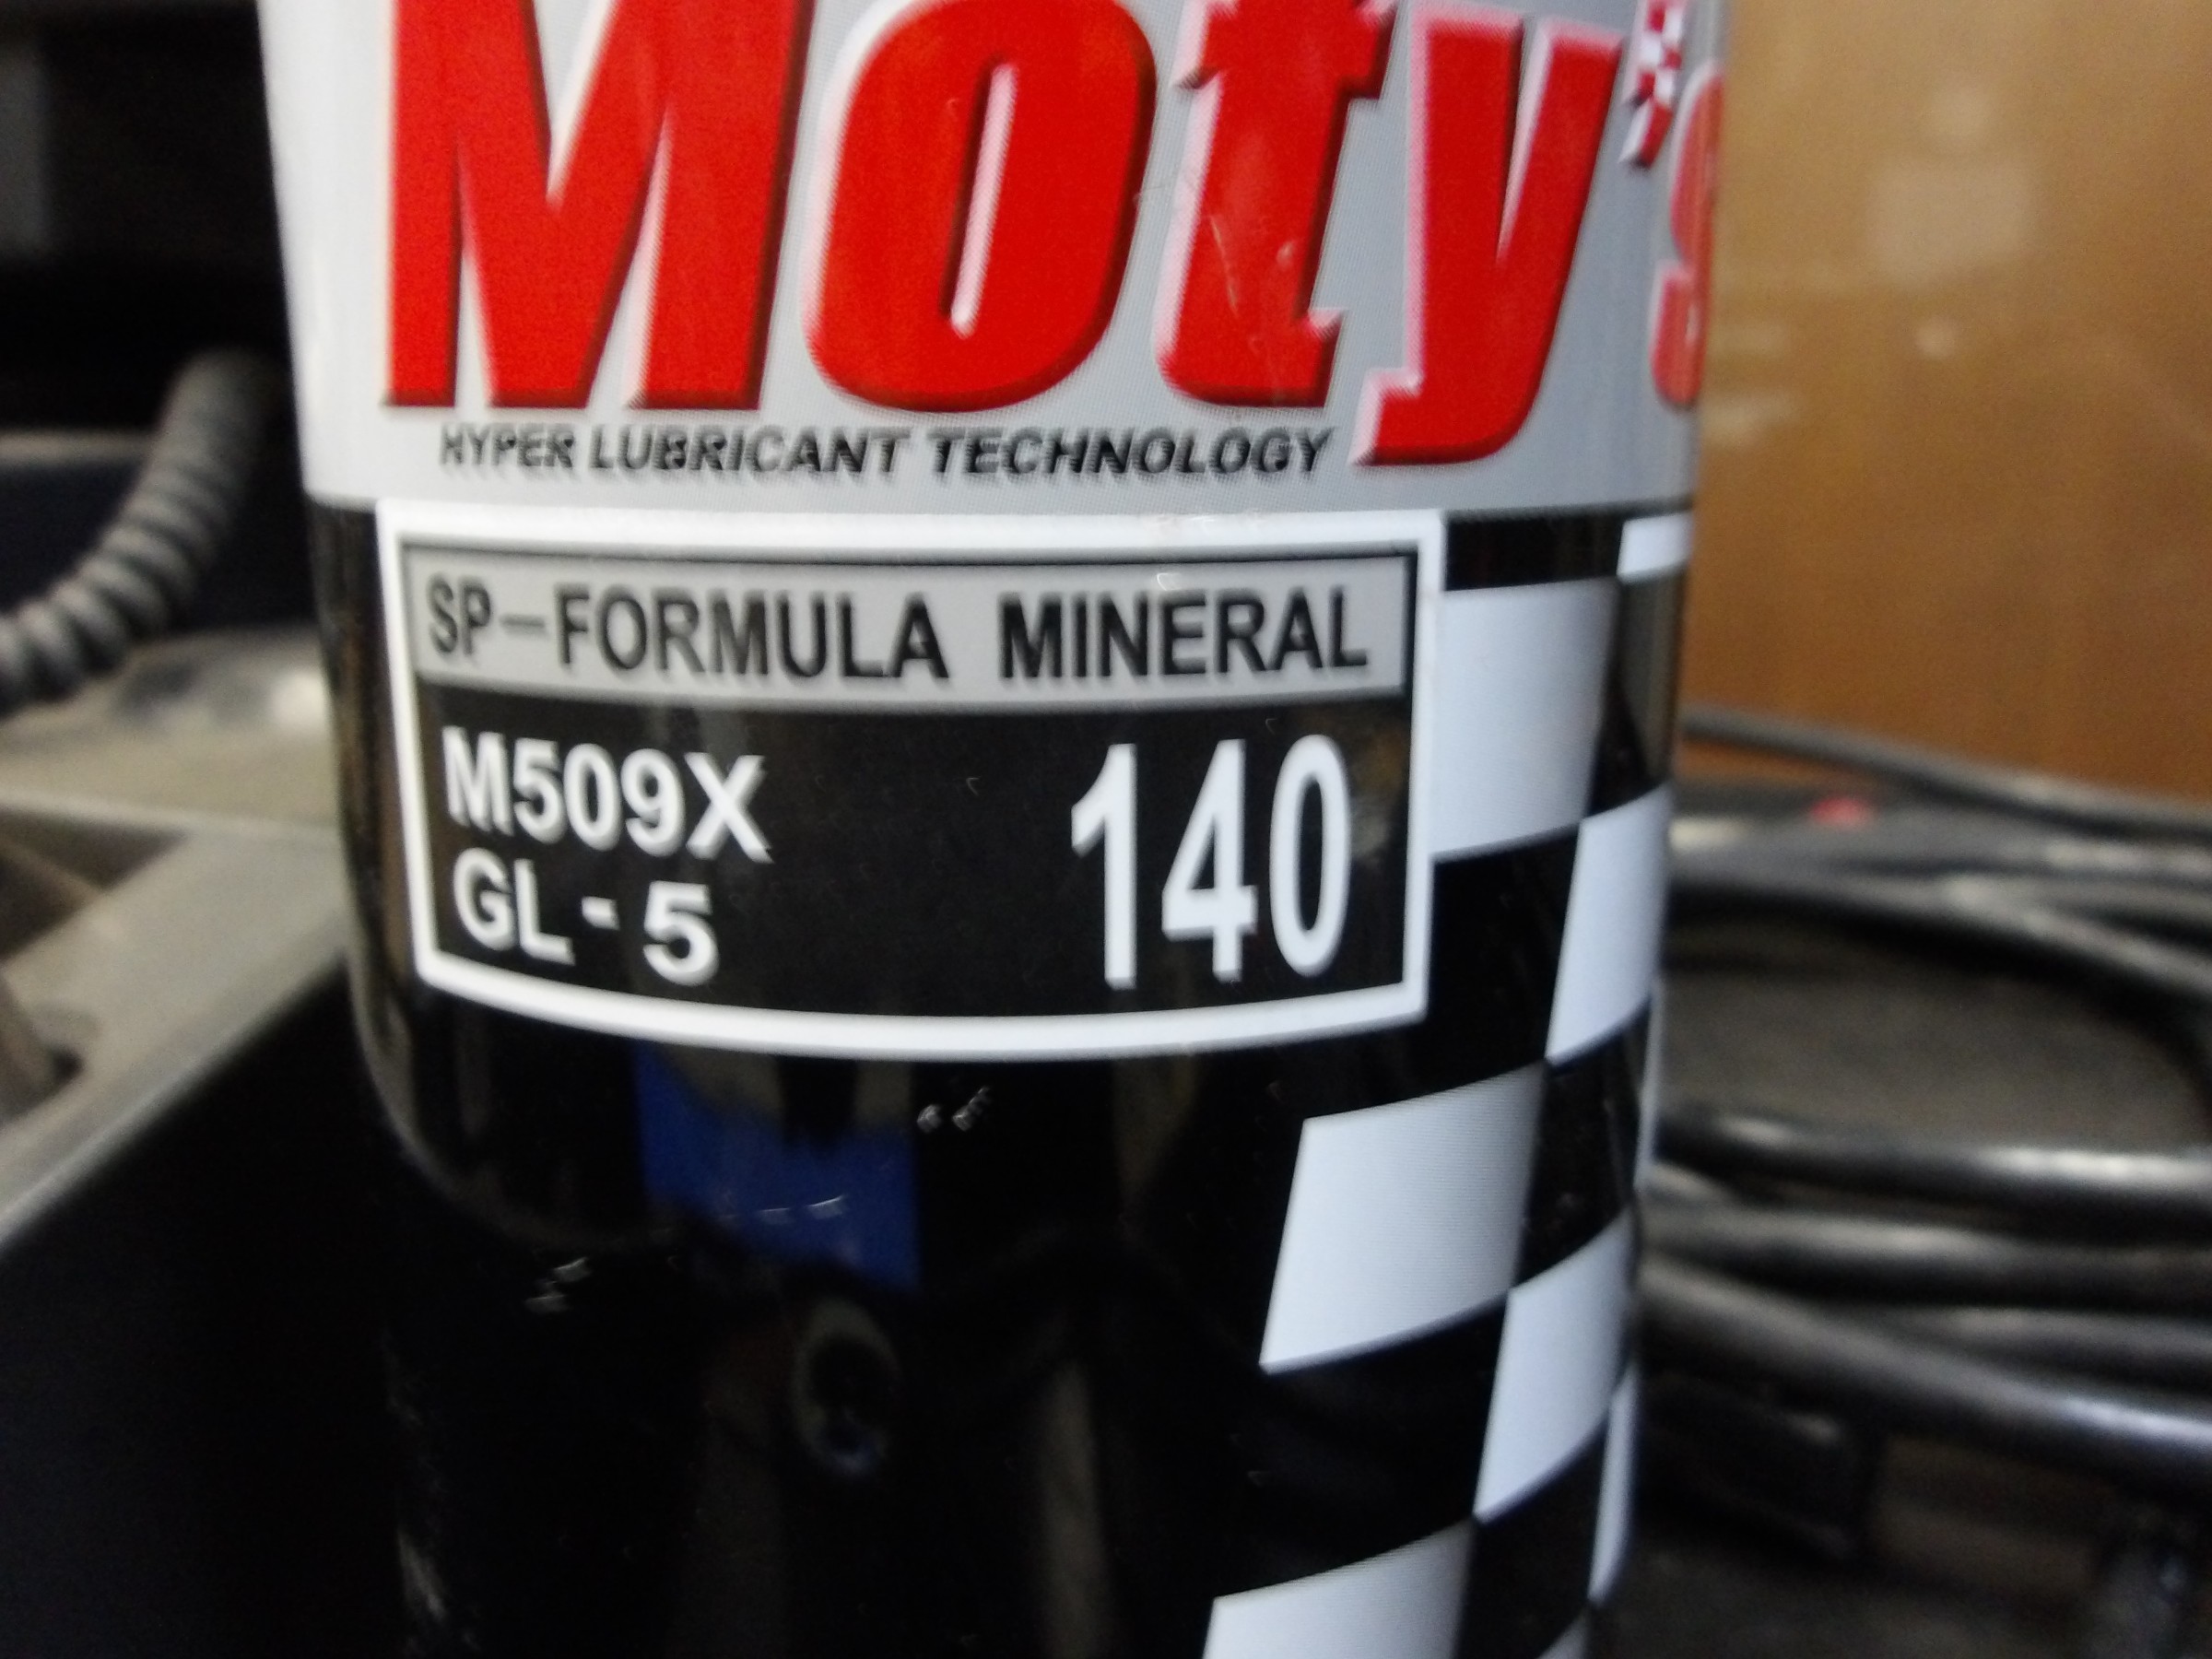 Moty's
HYPER LUBRICANT TECHNOLOGY
SP-FORMULA MINERAL
M509X
GL-5
140